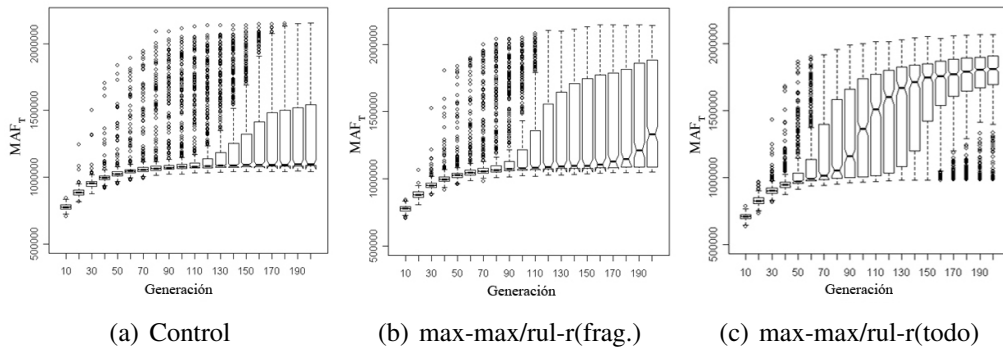 MAF_T
2000000
1500000
1000000
500000
10 30 50 70 90 110 130 150 170 190
Generación
(a) Control
MAF_T
2000000
1500000
1000000
500000
10 30 50 70 90 110 130 150 170 190
Generación
(b) max-max/rul-r(frag.)
MAF_T
2000000
1500000
1000000
500000
10 30 50 70 90 110 130 150 170 190
Generación
(c) max-max/rul-r(todo)